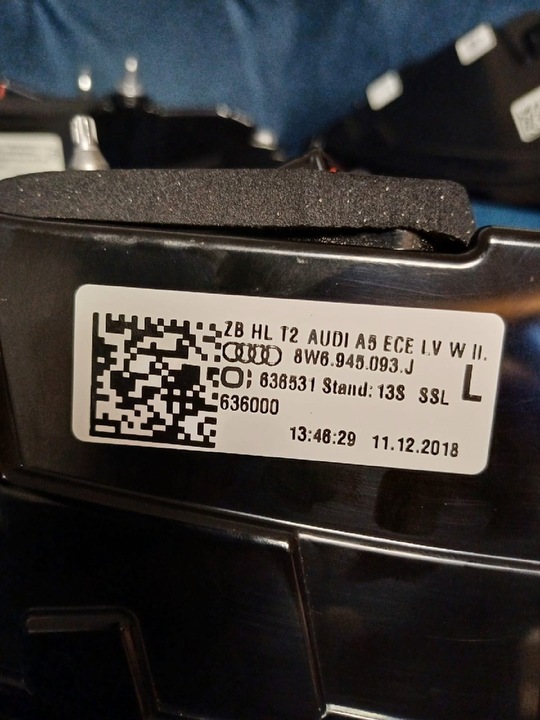 ZB HL T2 AUDI A5 ECE LV W II.
8W6.945.093.J
636531 Stand: 13S SSL L
636000
13:46:29 11.12.2018